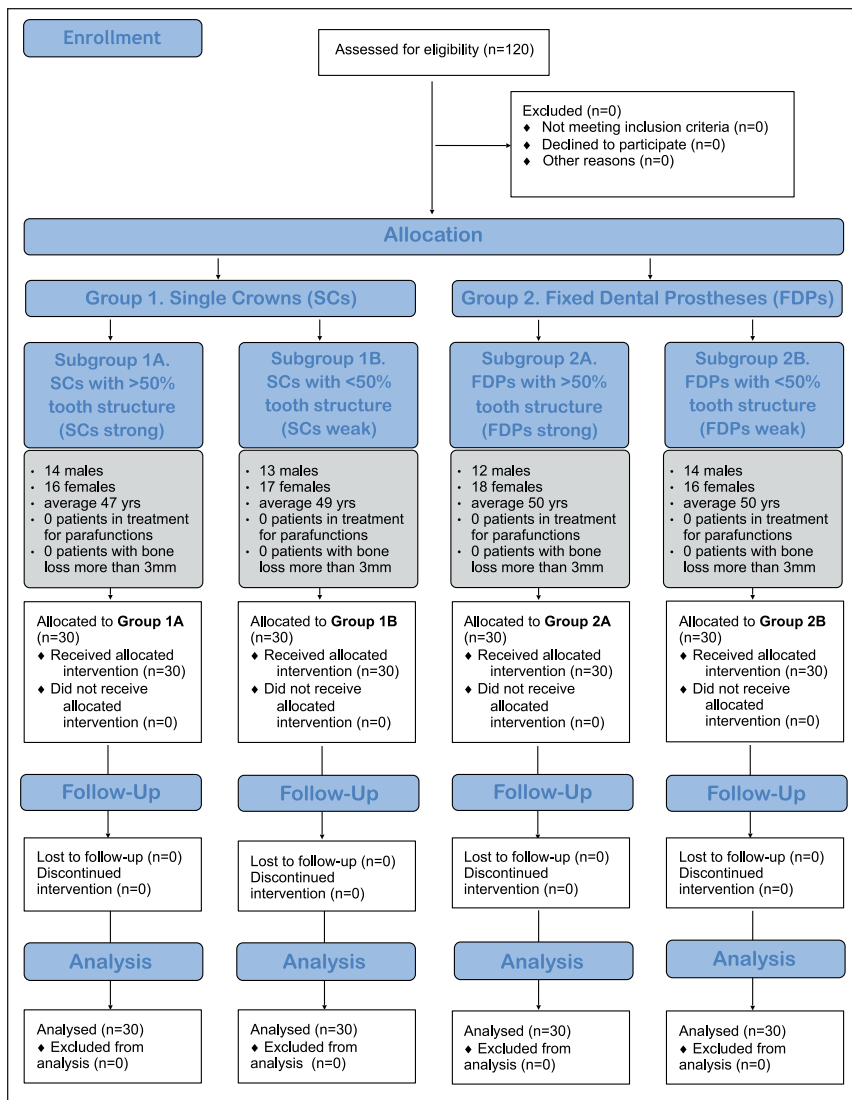 Enrollment
Assessed for eligibility (n=120)
Excluded (n=0)
♦ Not meeting inclusion criteria (n=0)
♦ Declined to participate (n=0)
♦ Other reasons (n=0)
Allocation
Group 1. Single Crowns (SCs)
Group 2. Fixed Dental Prostheses (FDPs)
Subgroup 1A.
SCs with >50%
tooth structure
(SCs strong)
Subgroup 1B.
SCs with <50%
tooth structure
(SCs weak)
Subgroup 2A.
FDPs with >50%
tooth structure
(FDPs strong)
Subgroup 2B.
FDPs with <50%
tooth structure
(FDPs weak)
· 14 males
· 16 females
· average 47 yrs
· 0 patients in treatment
for parafunctions
· 0 patients with bone
loss more than 3mm
· 13 males
· 17 females
· average 49 yrs
· 0 patients in treatment
for parafunctions
· 0 patients with bone
loss more than 3mm
· 12 males
· 18 females
· average 50 yrs
· 0 patients in treatment
for parafunctions
· 0 patients with bone
loss more than 3mm
· 14 males
· 16 females
· average 50 yrs
· 0 patients in treatment
for parafunctions
· 0 patients with bone
loss more than 3mm
Allocated to Group 1A
(n=30)
♦ Received allocated
intervention (n=30)
♦ Did not receive
allocated
intervention (n=0)
Allocated to Group 1B
(n=30)
♦ Received allocated
intervention (n=30)
♦ Did not receive
allocated
intervention (n=0)
Allocated to Group 2A
(n=30)
♦ Received allocated
intervention (n=30)
♦ Did not receive
allocated
intervention (n=0)
Allocated to Group 2B
(n=30)
♦ Received allocated
intervention (n=30)
♦ Did not receive
allocated
intervention (n=0)
Follow-Up
Follow-Up
Follow-Up
Follow-Up
Lost to follow-up (n=0)
Discontinued
intervention (n=0)
Lost to follow-up (n=0)
Discontinued
intervention (n=0)
Lost to follow-up (n=0)
Discontinued
intervention (n=0)
Lost to follow-up (n=0)
Discontinued
intervention (n=0)
Analysis
Analysis
Analysis
Analysis
Analysed (n=30)
♦ Excluded from
analysis (n=0)
Analysed (n=30)
♦ Excluded from
analysis (n=0)
Analysed (n=30)
♦ Excluded from
analysis (n=0)
Analysed (n=30)
♦ Excluded from
analysis (n=0)